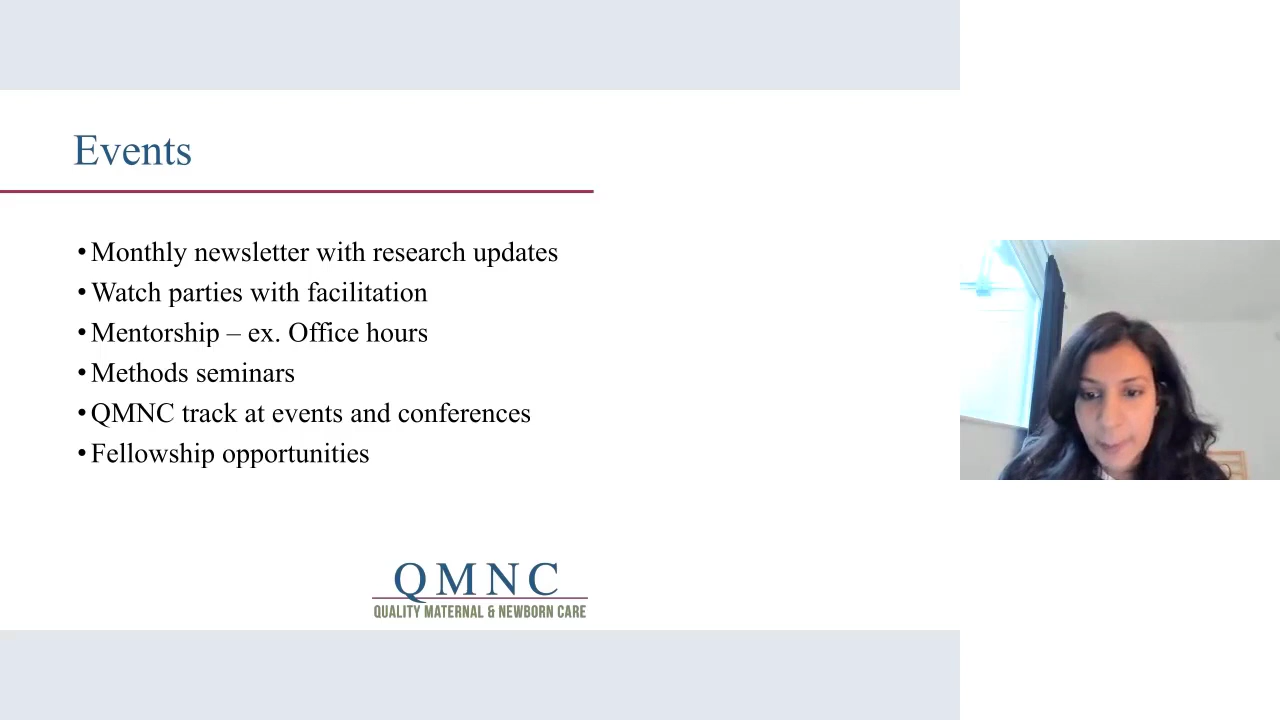 Events
•Monthly newsletter with research updates
•Watch parties with facilitation
•Mentorship – ex. Office hours
•Methods seminars
•QMNC track at events and conferences
•Fellowship opportunities
QMNC
QUALITY MATERNAL & NEWBORN CARE